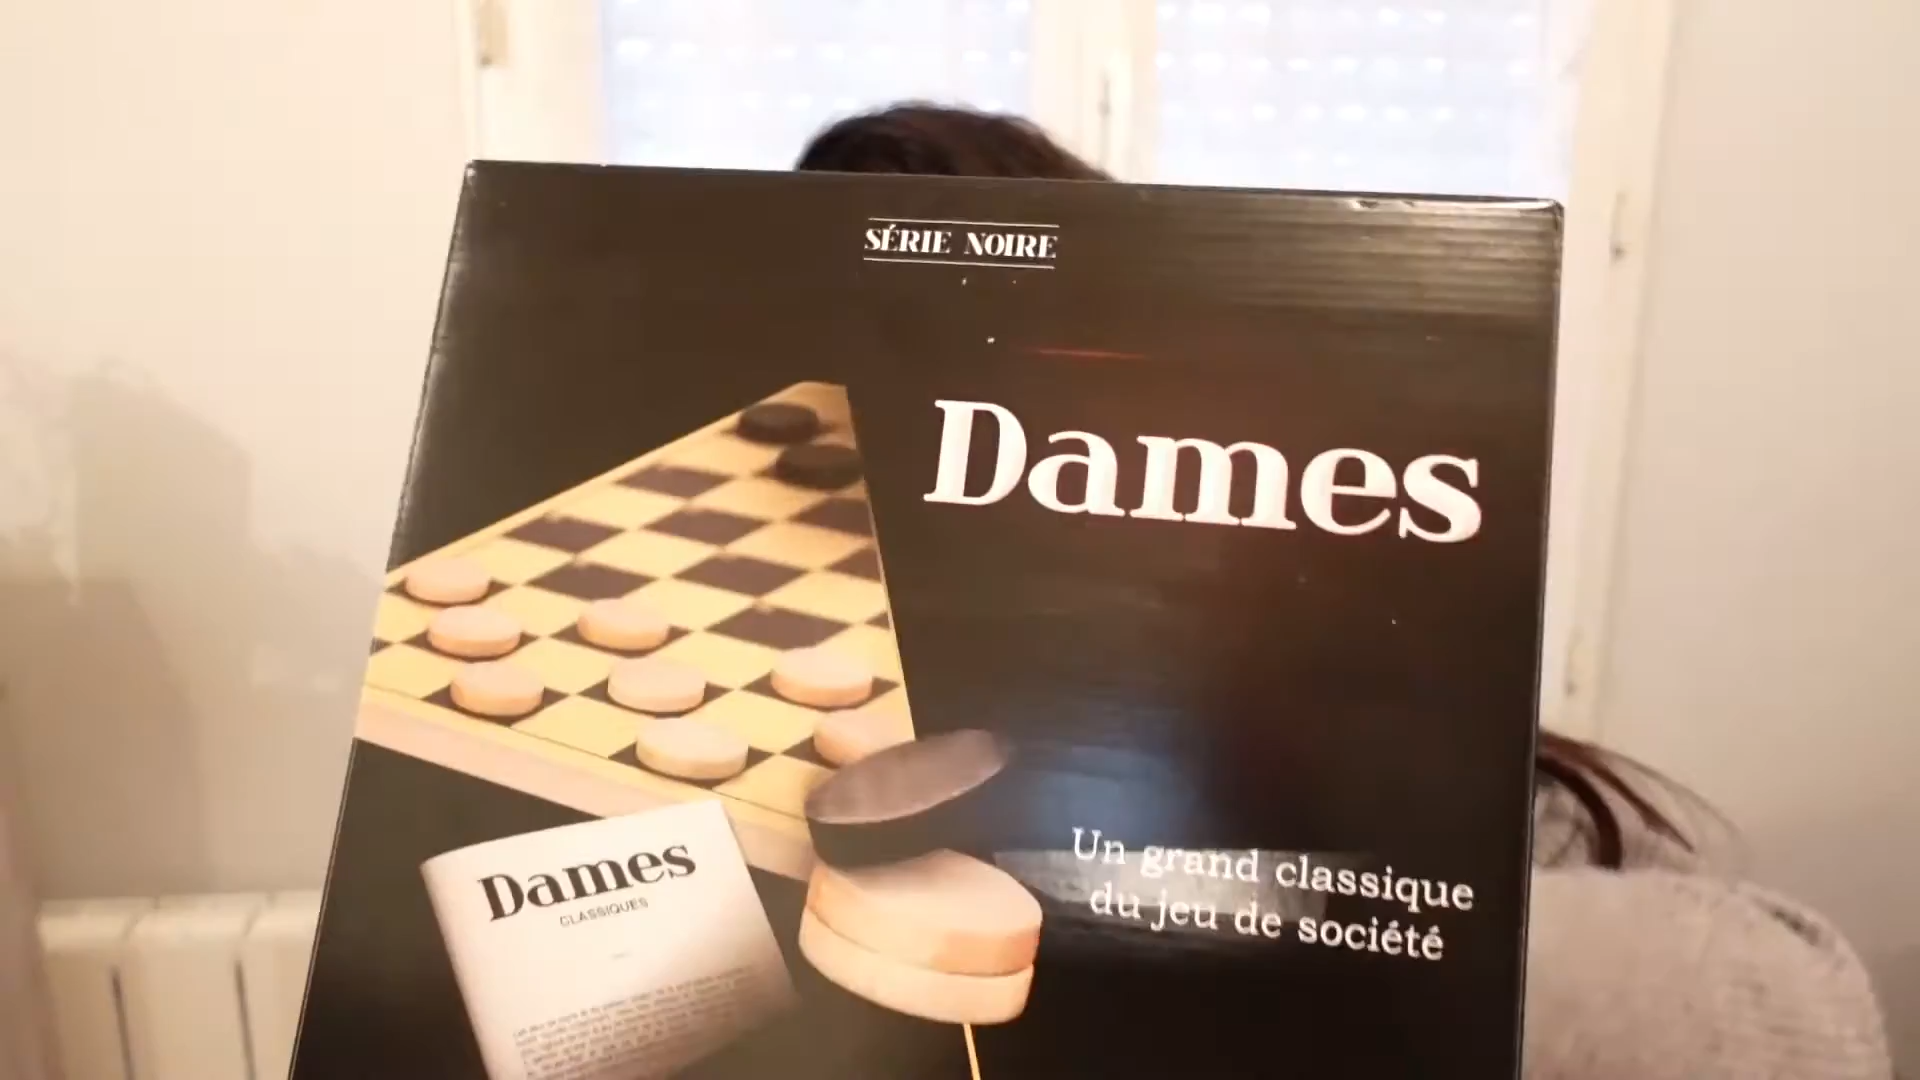 SÉRIE NOIRE
Dames
Un grand classique
du jeu de société
Dames
CLASSIQUES